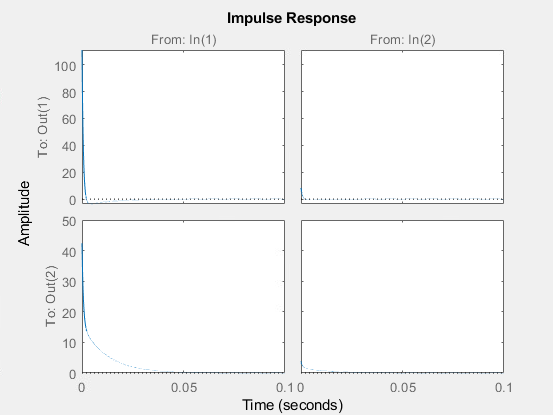 Impulse Response
From: In(1)
From: In(2)
To: Out(1)
100
80
60
40
20
0
Amplitude
To: Out(2)
50
40
30
20
10
0
0
0.05
0.1
0
0.05
0.1
Time (seconds)